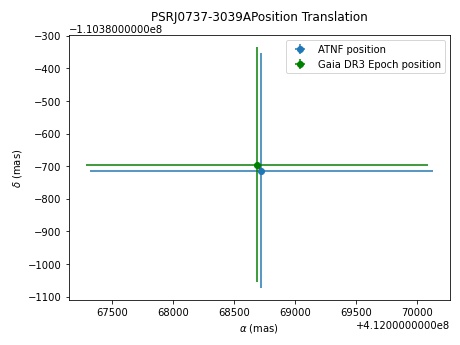 PSRJ0737-3039APosition Translation
−1.1038000000e8
−300
−400
−500
−600
−700
−800
−900
−1000
−1100
δ (mas)
ATNF position
Gaia DR3 Epoch position
67500
68000
68500
69000
69500
70000
+4.1200000000e8
α (mas)